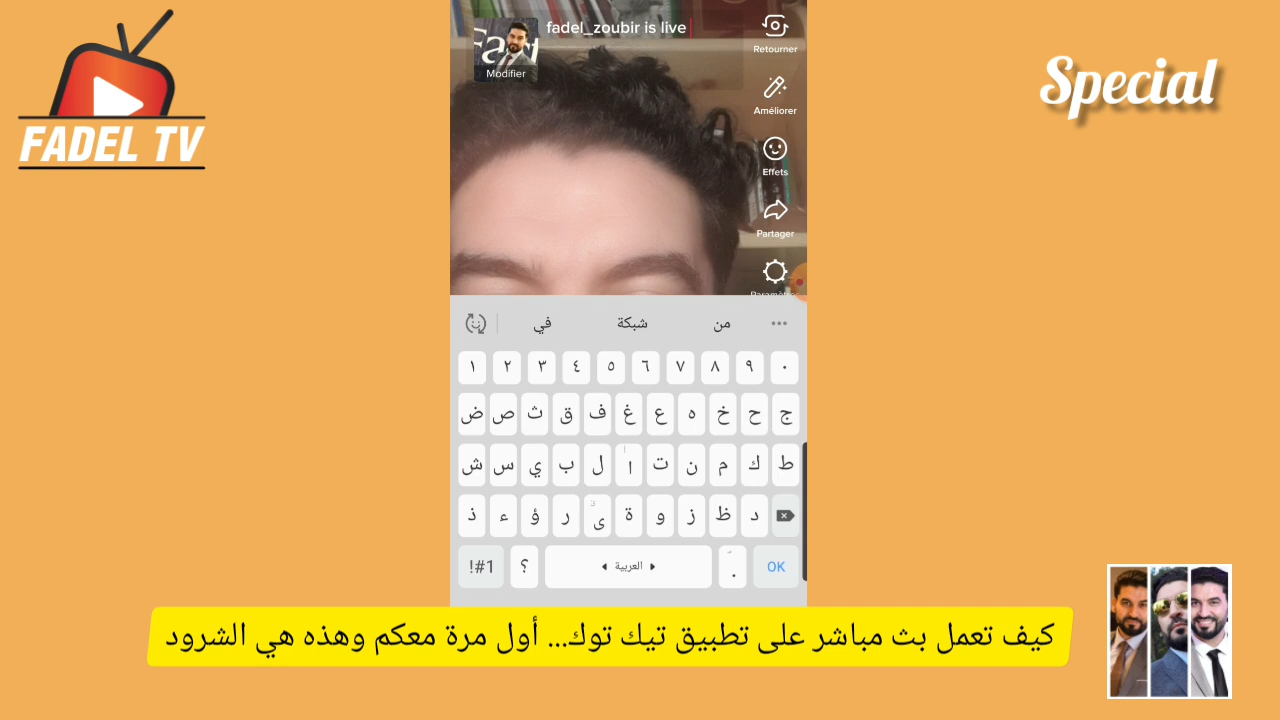 FADEL TV
Special
Fad
Modifier
fadel_zoubir is live
Retourner
Améliorer
Effets
Partager
في شبكة من
١ ٢ ٣ ٤ ٥ ٦ ٧ ٨ ٩ ٠
ض ص ث ق ف غ ع ه خ ح ج
ش س ي ب ل ا ت ن م ك ط
ذ ء ؤ ر ى ة و ز ظ د
!#1 ؟ العربية . OK
كيف تعمل بث مباشر على تطبيق تيك توك... أول مرة معكم وهذه هي الشرود